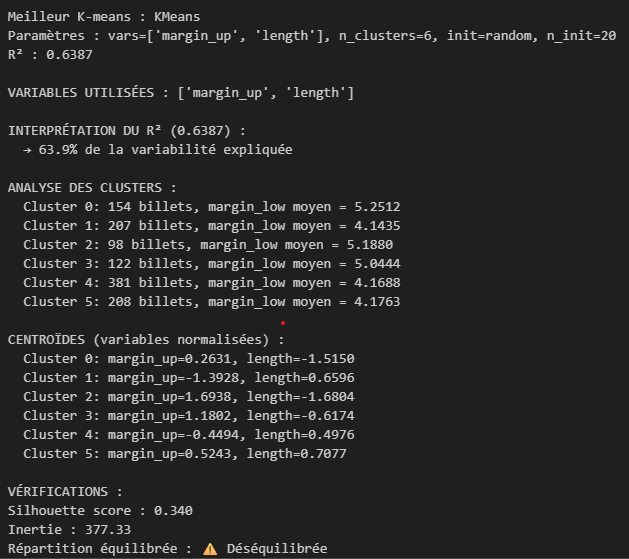 Meilleur K-means : KMeans
Paramètres : vars=['margin_up', 'length'], n_clusters=6, init=random, n_init=20
R² : 0.6387
VARIABLES UTILISÉES : ['margin_up', 'length']
INTERPRÉTATION DU R² (0.6387) :
→ 63.9% de la variabilité expliquée
ANALYSE DES CLUSTERS :
Cluster 0: 154 billets, margin_low moyen = 5.2512
Cluster 1: 207 billets, margin_low moyen = 4.1435
Cluster 2: 98 billets, margin_low moyen = 5.1880
Cluster 3: 122 billets, margin_low moyen = 5.0444
Cluster 4: 381 billets, margin_low moyen = 4.1688
Cluster 5: 208 billets, margin_low moyen = 4.1763
CENTROÏDES (variables normalisées) :
Cluster 0: margin_up=0.2631, length=-1.5150
Cluster 1: margin_up=-1.3928, length=0.6596
Cluster 2: margin_up=1.6938, length=-1.6804
Cluster 3: margin_up=1.1802, length=-0.6174
Cluster 4: margin_up=-0.4494, length=0.4976
Cluster 5: margin_up=0.5243, length=0.7077
VÉRIFICATIONS :
Silhouette score : 0.340
Inertie : 377.33
Répartition équilibrée : ⚠️ Déséquilibrée